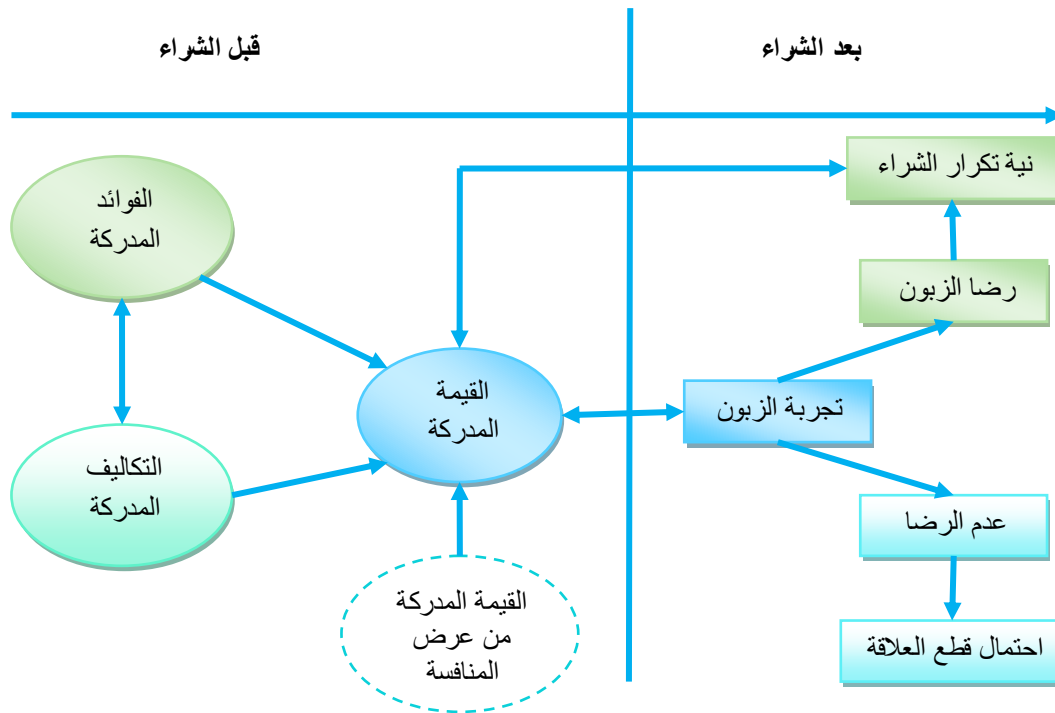 قبل الشراء
بعد الشراء
نية تكرار الشراء
الفوائد
المدركة
رضا الزبون
القيمة
المدركة
تجربة الزبون
التكاليف
المدركة
عدم الرضا
القيمة المدركة
من عرض
المنافسة
احتمال قطع العلاقة